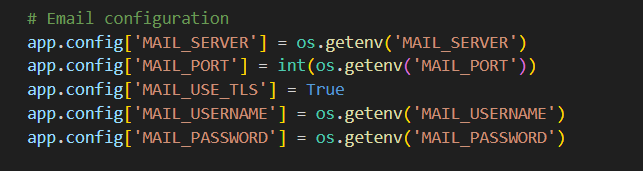 # Email configuration
app.config['MAIL_SERVER'] = os.getenv('MAIL_SERVER')
app.config['MAIL_PORT'] = int(os.getenv('MAIL_PORT'))
app.config['MAIL_USE_TLS'] = True
app.config['MAIL_USERNAME'] = os.getenv('MAIL_USERNAME')
app.config['MAIL_PASSWORD'] = os.getenv('MAIL_PASSWORD')